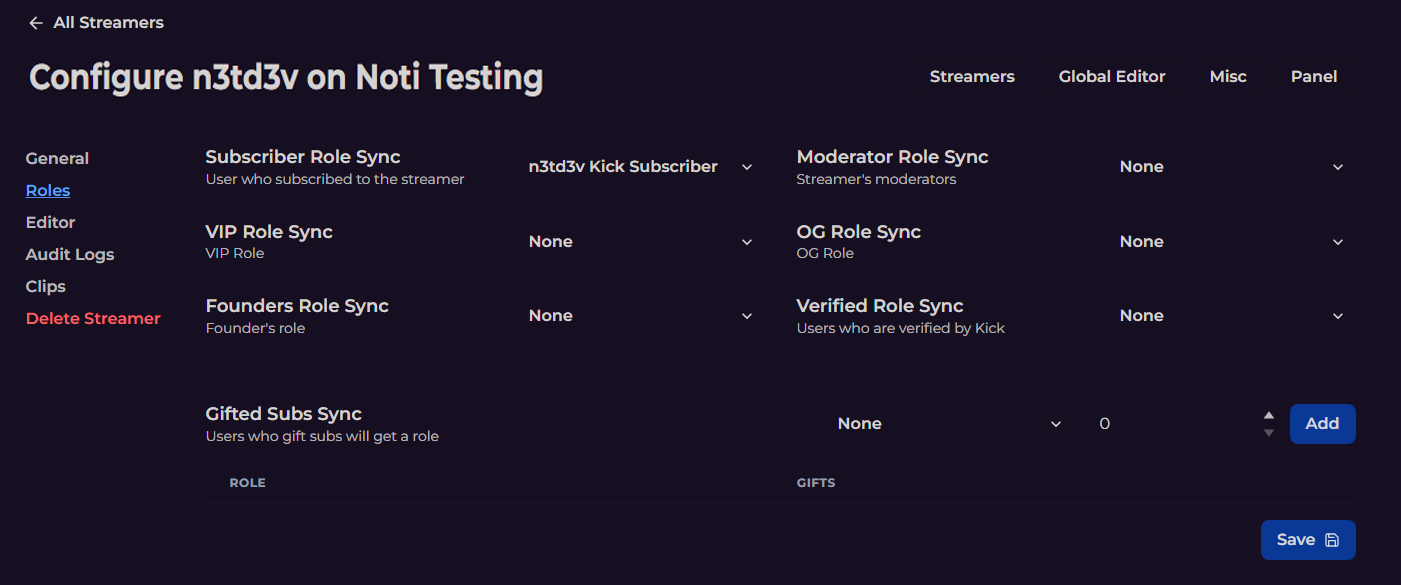 All Streamers
Configure n3td3v on Noti Testing
Streamers
Global Editor
Misc
Panel
General
Roles
Editor
Audit Logs
Clips
Delete Streamer
Subscriber Role Sync
User who subscribed to the streamer
n3td3v Kick Subscriber
Moderator Role Sync
Streamer's moderators
None
VIP Role Sync
VIP Role
None
OG Role Sync
OG Role
None
Founders Role Sync
Founder's role
None
Verified Role Sync
Users who are verified by Kick
None
Gifted Subs Sync
Users who gift subs will get a role
None
0
Add
ROLE
GIFTS
Save